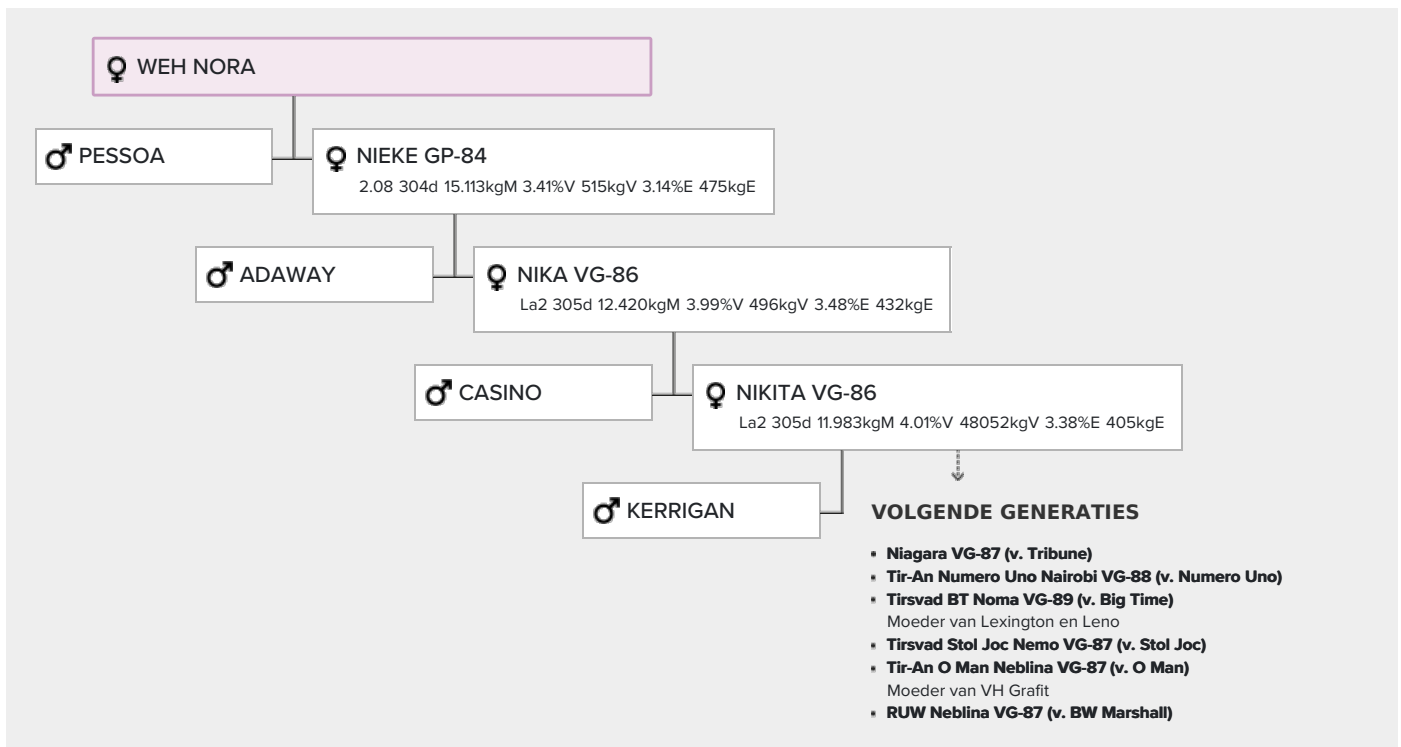 WEH NORA
PESSOA
NIEKE GP-84
2.08 304d 15.113kgM 3.41%V 515kgV 3.14%E 475kgE
ADAWAY
NIKA VG-86
La2 305d 12.420kgM 3.99%V 496kgV 3.48%E 432kgE
CASINO
NIKITA VG-86
La2 305d 11.983kgM 4.01%V 48052kgV 3.38%E 405kgE
KERRIGAN
VOLGENDE GENERATIES
Niagara VG-87 (v. Tribune)
Tir-An Numero Uno Nairobi VG-88 (v. Numero Uno)
Tirsvad BT Noma VG-89 (v. Big Time)
Moeder van Lexington en Leno
Tirsvad Stol Joc Nemo VG-87 (v. Stol Joc)
Tir-An O Man Neblina VG-87 (v. O Man)
Moeder van VH Grafit
RUW Neblina VG-87 (v. BW Marshall)